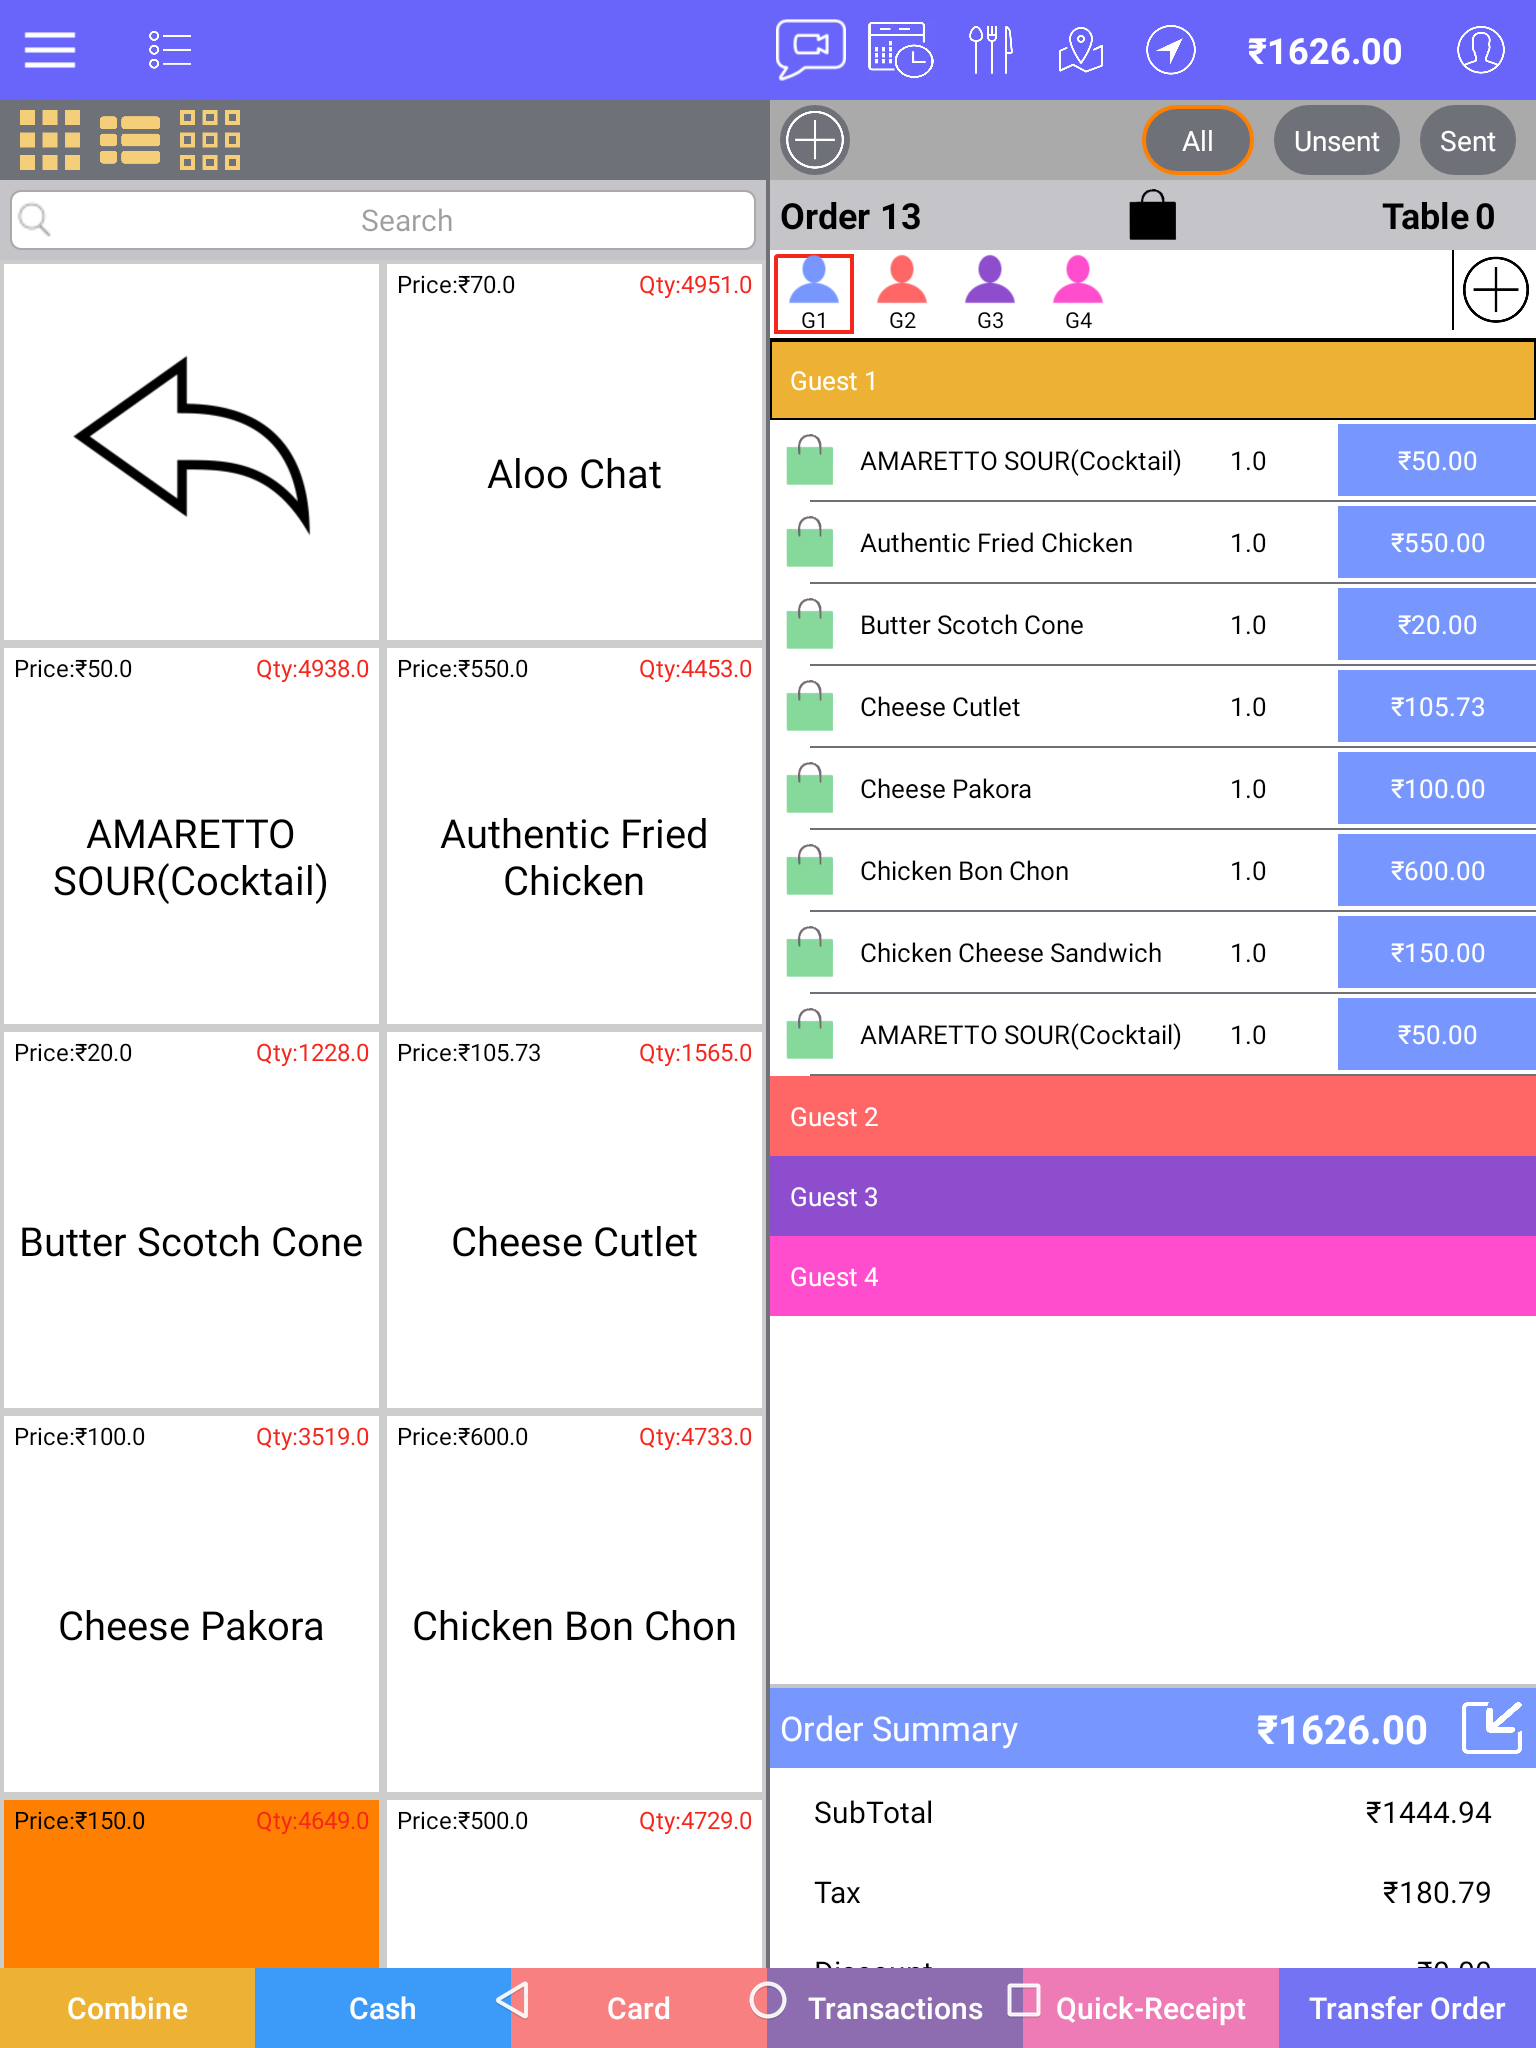 ₹1626.00
All
Unsent
Sent
Search
Order 13
Table 0
G1
G2
G3
G4
Price:₹70.0
Qty:4951.0
Aloo Chat
Price:₹50.0
Qty:4938.0
AMARETTO
SOUR(Cocktail)
Price:₹550.0
Qty:4453.0
Authentic Fried
Chicken
Price:₹20.0
Qty:1228.0
Butter Scotch Cone
Price:₹105.73
Qty:1565.0
Cheese Cutlet
Price:₹100.0
Qty:3519.0
Cheese Pakora
Price:₹600.0
Qty:4733.0
Chicken Bon Chon
Price:₹150.0
Qty:4649.0
Price:₹500.0
Qty:4729.0
Guest 1
AMARETTO SOUR(Cocktail) 1.0 ₹50.00
Authentic Fried Chicken 1.0 ₹550.00
Butter Scotch Cone 1.0 ₹20.00
Cheese Cutlet 1.0 ₹105.73
Cheese Pakora 1.0 ₹100.00
Chicken Bon Chon 1.0 ₹600.00
Chicken Cheese Sandwich 1.0 ₹150.00
AMARETTO SOUR(Cocktail) 1.0 ₹50.00
Guest 2
Guest 3
Guest 4
Order Summary ₹1626.00
SubTotal ₹1444.94
Tax ₹180.79
Combine
Cash
Card
Transactions
Quick-Receipt
Transfer Order